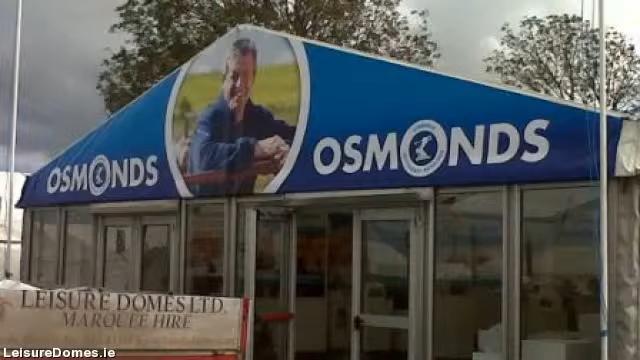 OSMONDS OSMONDS
LEISURE DOMES LTD.
MARQUEE HIRE
LeisureDomes.ie